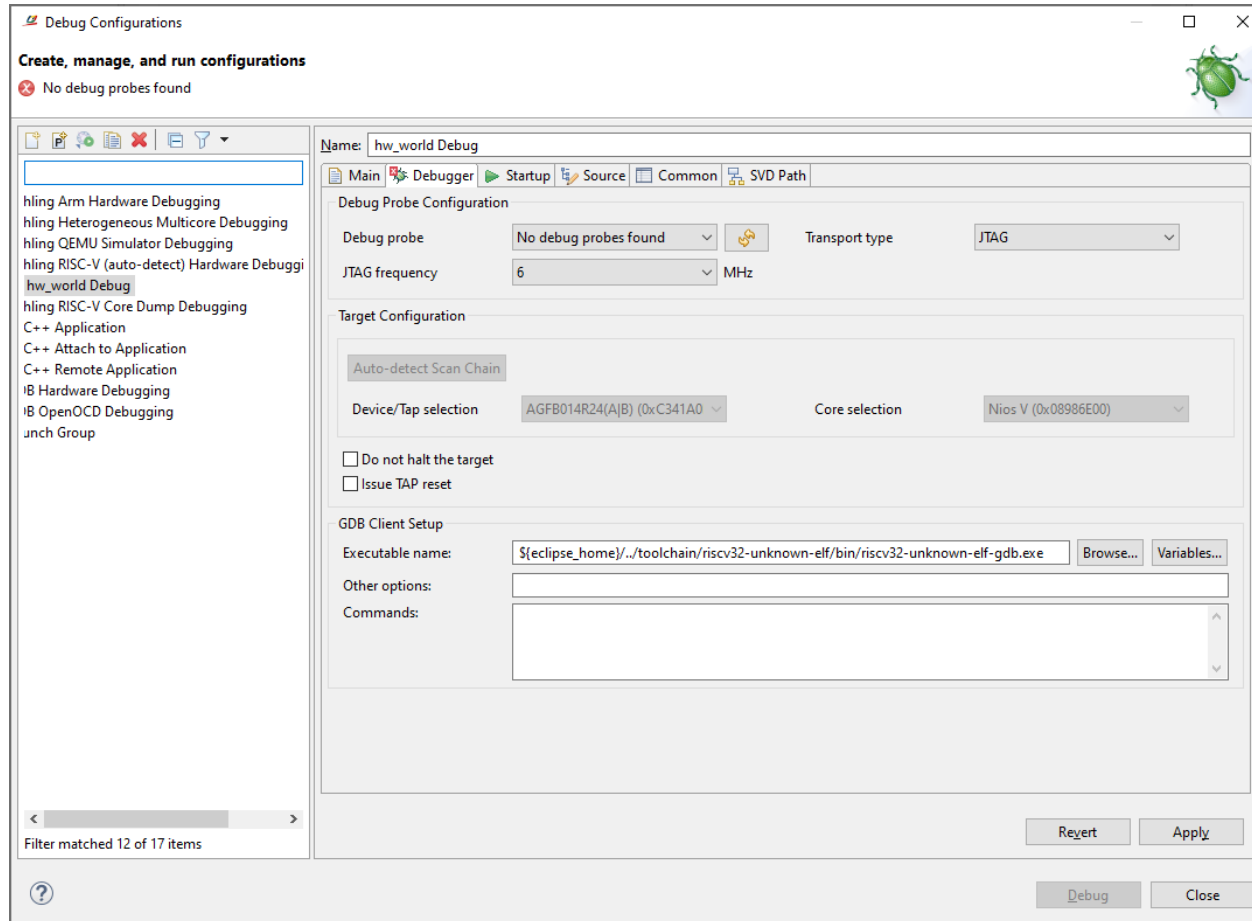 Debug Configurations
Create, manage, and run configurations
No debug probes found
hling Arm Hardware Debugging
hling Heterogeneous Multicore Debugging
hling QEMU Simulator Debugging
hling RISC-V (auto-detect) Hardware Debuggi
hw_world Debug
hling RISC-V Core Dump Debugging
C++ Application
C++ Attach to Application
C++ Remote Application
B Hardware Debugging
B OpenOCD Debugging
unch Group
Filter matched 12 of 17 items
Name: hw_world Debug
Main Debugger Startup Source Common SVD Path
Debug Probe Configuration
Debug probe No debug probes found Transport type JTAG
JTAG frequency 6 MHz
Target Configuration
Auto-detect Scan Chain
Device/Tap selection AGFB014R24(A|B) (0xC341A0 Core selection Nios V (0x08986E00)
Do not halt the target
Issue TAP reset
GDB Client Setup
Executable name: ${eclipse_home}/../toolchain/riscv32-unknown-elf/bin/riscv32-unknown-elf-gdb.exe Browse... Variables...
Other options:
Commands:
Revert Apply
? Debug Close